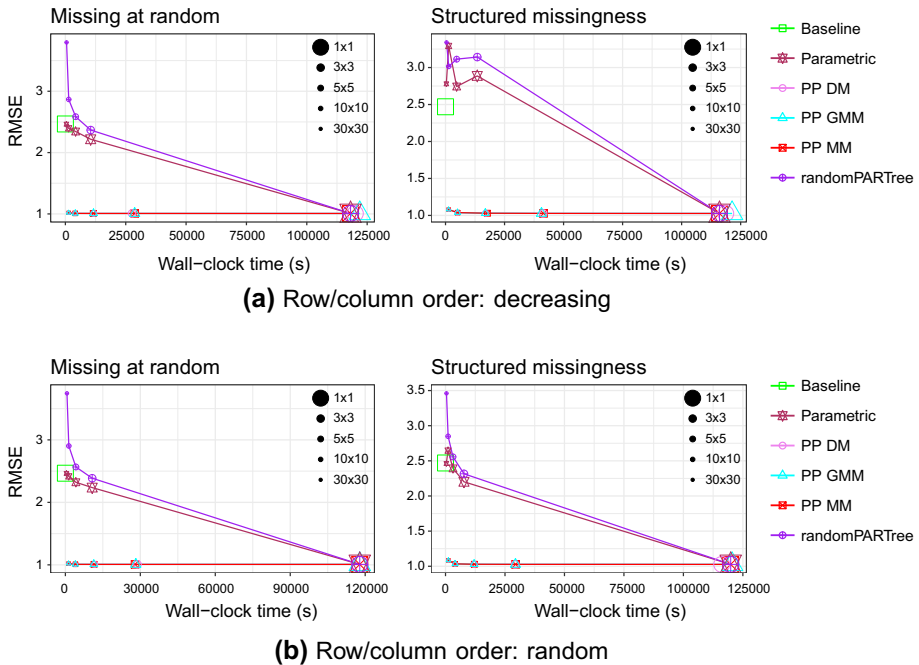 Missing at random
Structured missingness
RMSE
3
2
1
1x1
3x3
5x5
10x10
30x30
0
25000
50000
75000
100000
125000
Wall−clock time (s)
3.0
2.5
2.0
1.5
1.0
1x1
3x3
5x5
10x10
30x30
0
25000
50000
75000
100000
125000
Wall−clock time (s)
Baseline
Parametric
PP DM
PP GMM
PP MM
randomPARTree
(a) Row/column order: decreasing
Missing at random
Structured missingness
RMSE
3
2
1
1x1
3x3
5x5
10x10
30x30
0
30000
60000
90000
120000
Wall−clock time (s)
3.5
3.0
2.5
2.0
1.5
1.0
1x1
3x3
5x5
10x10
30x30
0
25000
50000
75000
100000
125000
Wall−clock time (s)
Baseline
Parametric
PP DM
PP GMM
PP MM
randomPARTree
(b) Row/column order: random